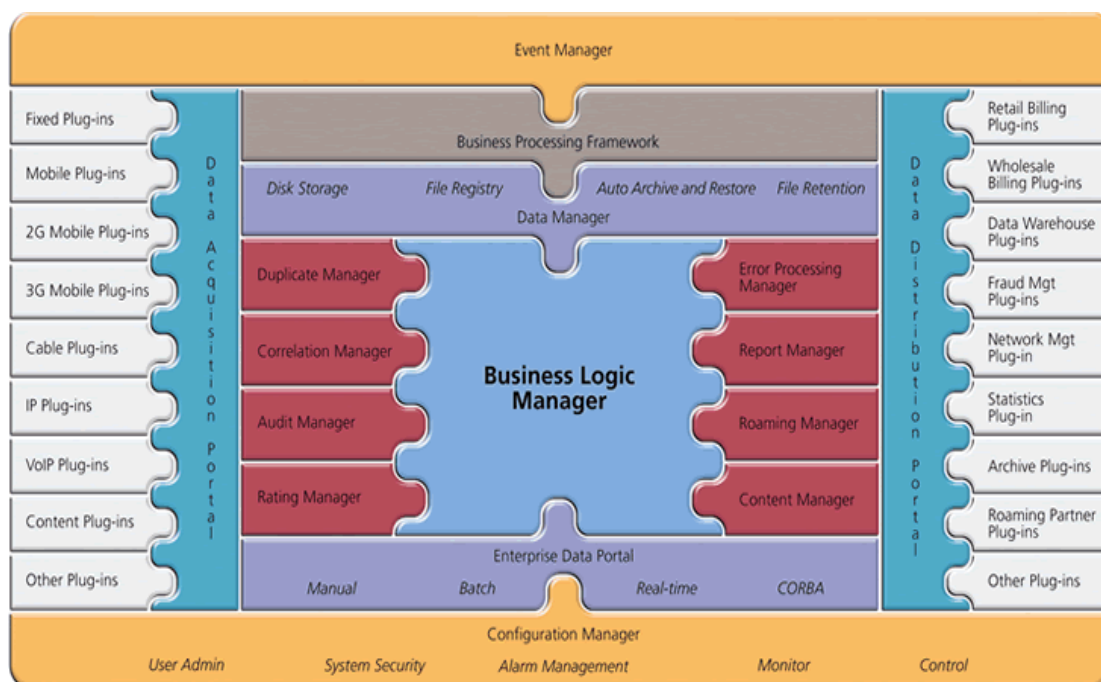 Event Manager
Fixed Plug-ins
Mobile Plug-ins
2G Mobile Plug-ins
3G Mobile Plug-ins
Cable Plug-ins
IP Plug-ins
VoIP Plug-ins
Content Plug-ins
Other Plug-ins
Data Acquisition Portal
Business Processing Framework
Disk Storage File Registry Auto Archive and Restore File Retention
Data Manager
Duplicate Manager
Correlation Manager
Audit Manager
Rating Manager
Business Logic
Manager
Error Processing
Manager
Report Manager
Roaming Manager
Content Manager
Enterprise Data Portal
Manual Batch Real-time CORBA
Data Distribution Portal
Retail Billing
Plug-ins
Wholesale
Billing Plug-ins
Data Warehouse
Plug-ins
Fraud Mgt
Plug-ins
Network Mgt
Plug-in
Statistics
Plug-in
Archive Plug-ins
Roaming Partner
Plug-ins
Other Plug-ins
Configuration Manager
User Admin System Security Alarm Management Monitor Control